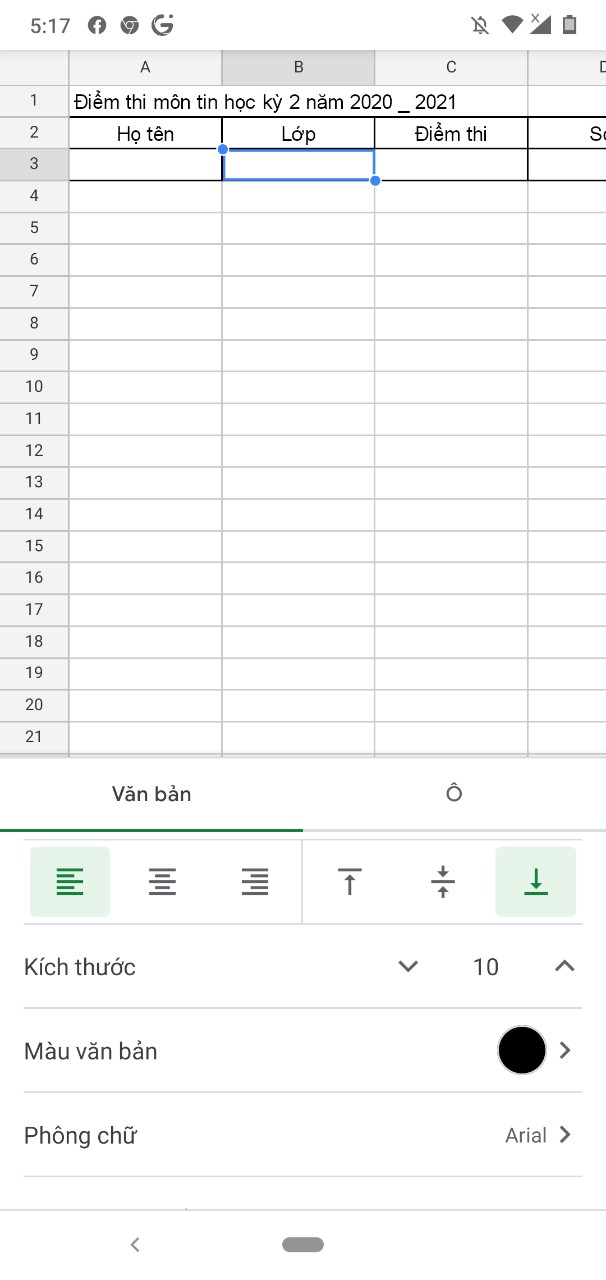 5:17
A B C
1 Điểm thi môn tin học kỳ 2 năm 2020 _ 2021
2 Họ tên Lớp Điểm thi
3
4
5
6
7
8
9
10
11
12
13
14
15
16
17
18
19
20
21
Văn bản Ô
Kích thước 10
Màu văn bản
Phông chữ Arial